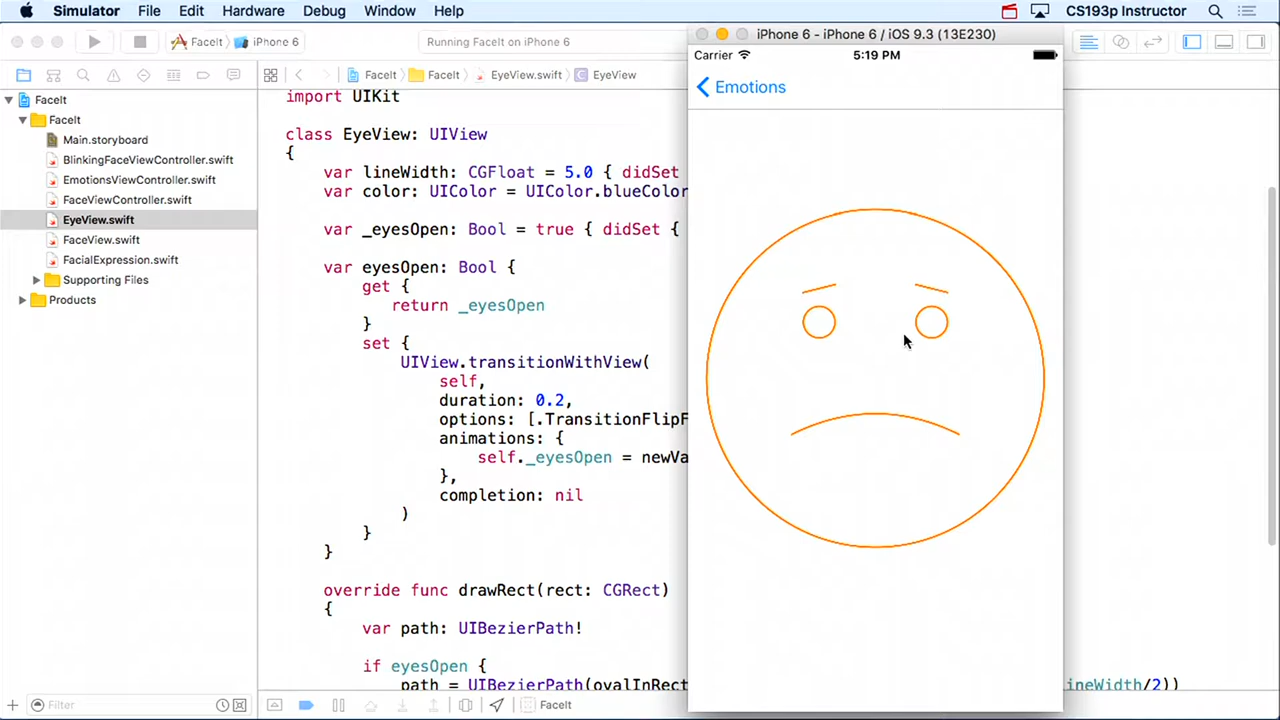 Simulator File Edit Hardware Debug Window Help CS193p Instructor
FaceIt iPhone 6 Running FaceIt on iPhone 6
FaceIt FaceIt EyeView.swift EyeView
FaceIt
FaceIt
Main.storyboard
BlinkingFaceViewController.swift
EmotionsViewController.swift
FaceViewController.swift
EyeView.swift
FaceView.swift
FacialExpression.swift
Supporting Files
Products
Filter
import UIKit
class EyeView: UIView
{
var lineWidth: CGFloat = 5.0 { didSet
var color: UIColor = UIColor.blueColor
var _eyesOpen: Bool = true { didSet {
var eyesOpen: Bool {
get {
return _eyesOpen
}
set {
UIView.transitionWithView(
self,
duration: 0.2,
options: [.TransitionFlipF
animations: {
self._eyesOpen = newVa
},
completion: nil
)
}
}
override func drawRect(rect: CGRect)
{
var path: UIBezierPath!
if eyesOpen {
path = UIBezierPath(ovalInRect
ineWidth/2))
FaceIt
iPhone 6 - iPhone 6 / iOS 9.3 (13E230)
Carrier 5:19 PM
Emotions